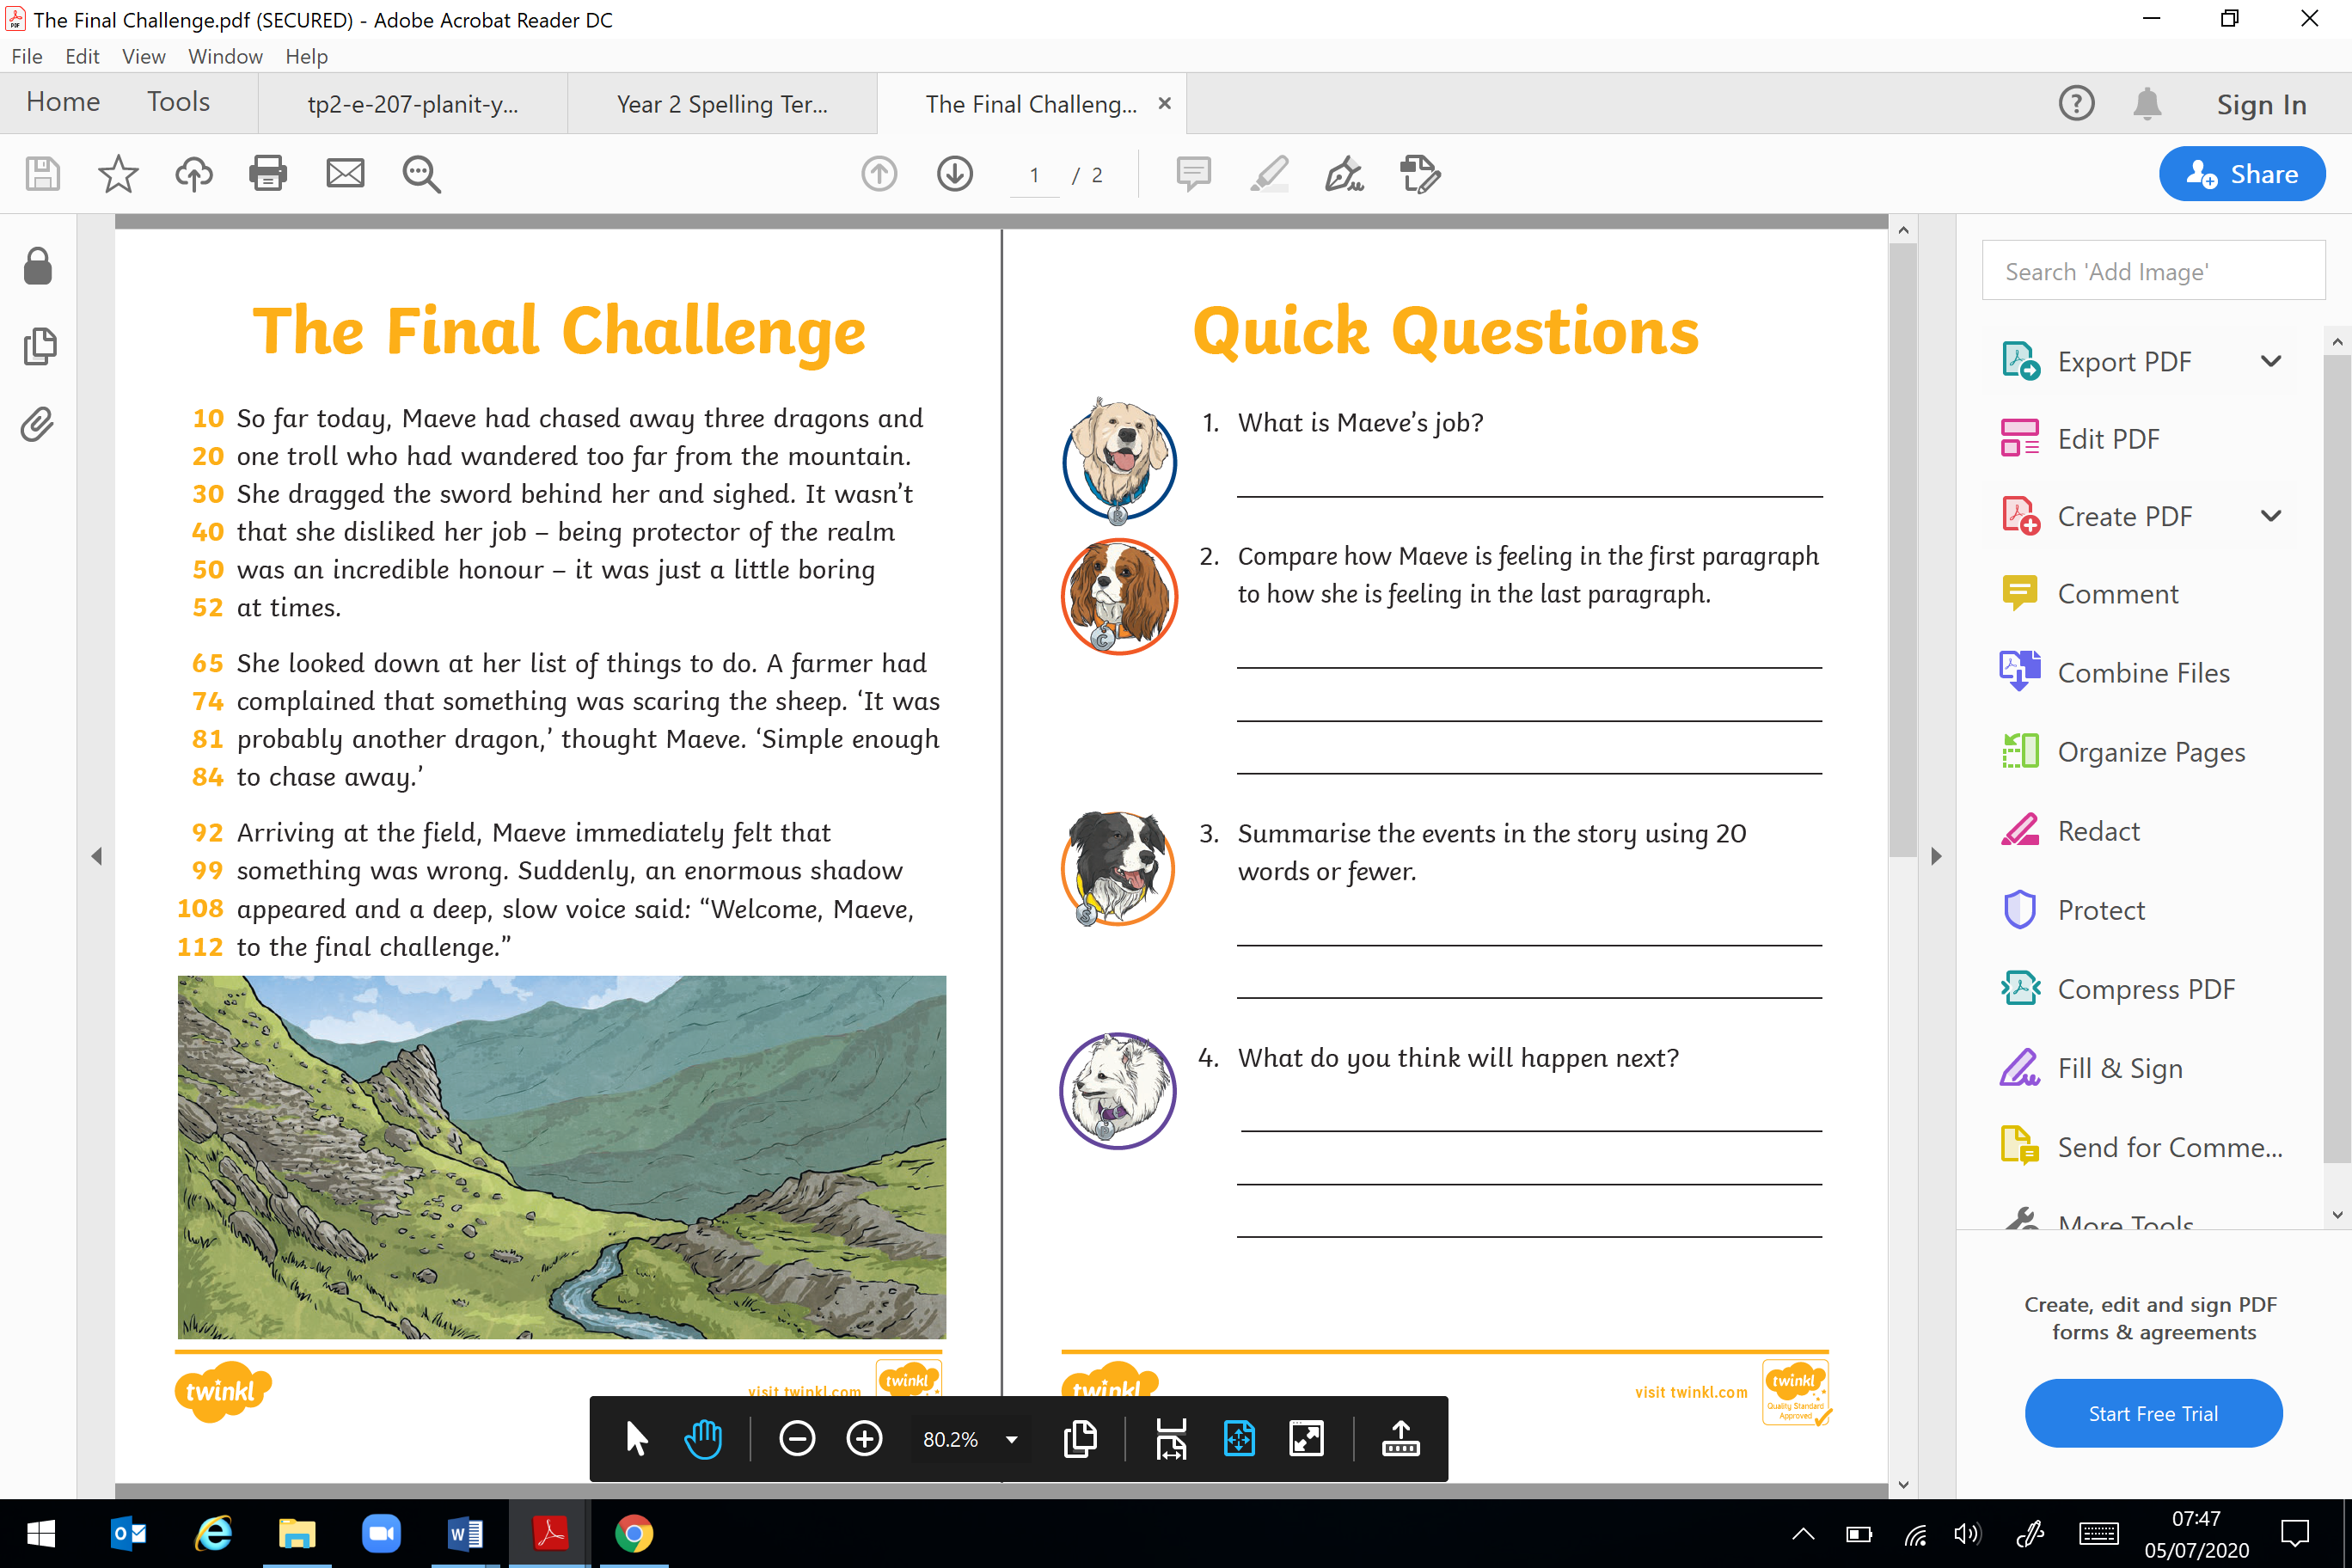 The Final Challenge.pdf (SECURED) - Adobe Acrobat Reader DC
File Edit View Window Help
Home Tools tp2-e-207-planit-y... Year 2 Spelling Ter... The Final Challeng... Sign In
1 / 2 Share
The Final Challenge
10 So far today, Maeve had chased away three dragons and
20 one troll who had wandered too far from the mountain.
30 She dragged the sword behind her and sighed. It wasn’t
40 that she disliked her job – being protector of the realm
50 was an incredible honour – it was just a little boring
52 at times.
65 She looked down at her list of things to do. A farmer had
74 complained that something was scaring the sheep. ‘It was
81 probably another dragon,’ thought Maeve. ‘Simple enough
84 to chase away.’
92 Arriving at the field, Maeve immediately felt that
99 something was wrong. Suddenly, an enormous shadow
108 appeared and a deep, slow voice said: “Welcome, Maeve,
112 to the final challenge.”
twinkl
visit twinkl.com
twinkl
Quick Questions
1. What is Maeve’s job?
2. Compare how Maeve is feeling in the first paragraph
to how she is feeling in the last paragraph.
3. Summarise the events in the story using 20
words or fewer.
4. What do you think will happen next?
R
C
S
twinkl
visit twinkl.com
twinkl
Quality Standard
Approved
80.2%
Search 'Add Image'
Export PDF
Edit PDF
Create PDF
Comment
Combine Files
Organize Pages
Redact
Protect
Compress PDF
Fill & Sign
Send for Comme...
More Tools
Create, edit and sign PDF
forms & agreements
Start Free Trial
07:47
05/07/2020